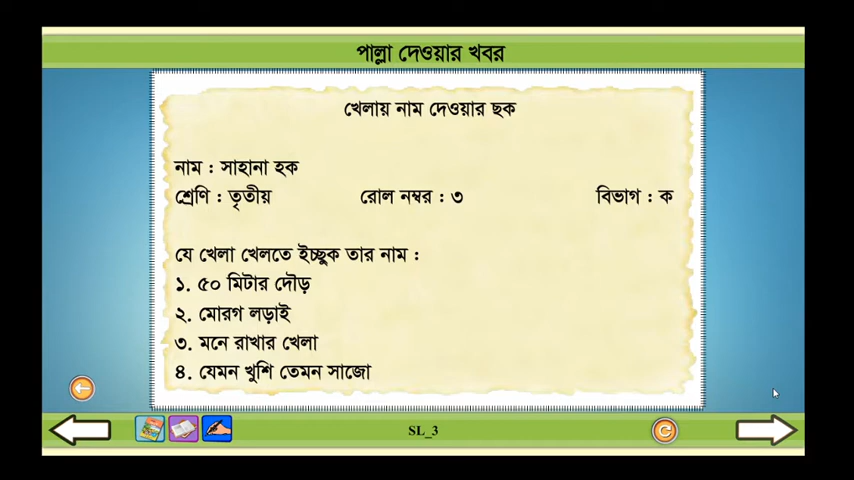 পাল্লা দেওয়ার খবর
খেলায় নাম দেওয়ার ছক
নাম : সাহানা হক
শ্রেণি : তৃতীয় রোল নম্বর : ৩ বিভাগ : ক
যে খেলা খেলতে ইচ্ছুক তার নাম :
১. ৫০ মিটার দৌড়
২. মোরগ লড়াই
৩. মনে রাখার খেলা
৪. যেমন খুশি তেমন সাজো
SL_3